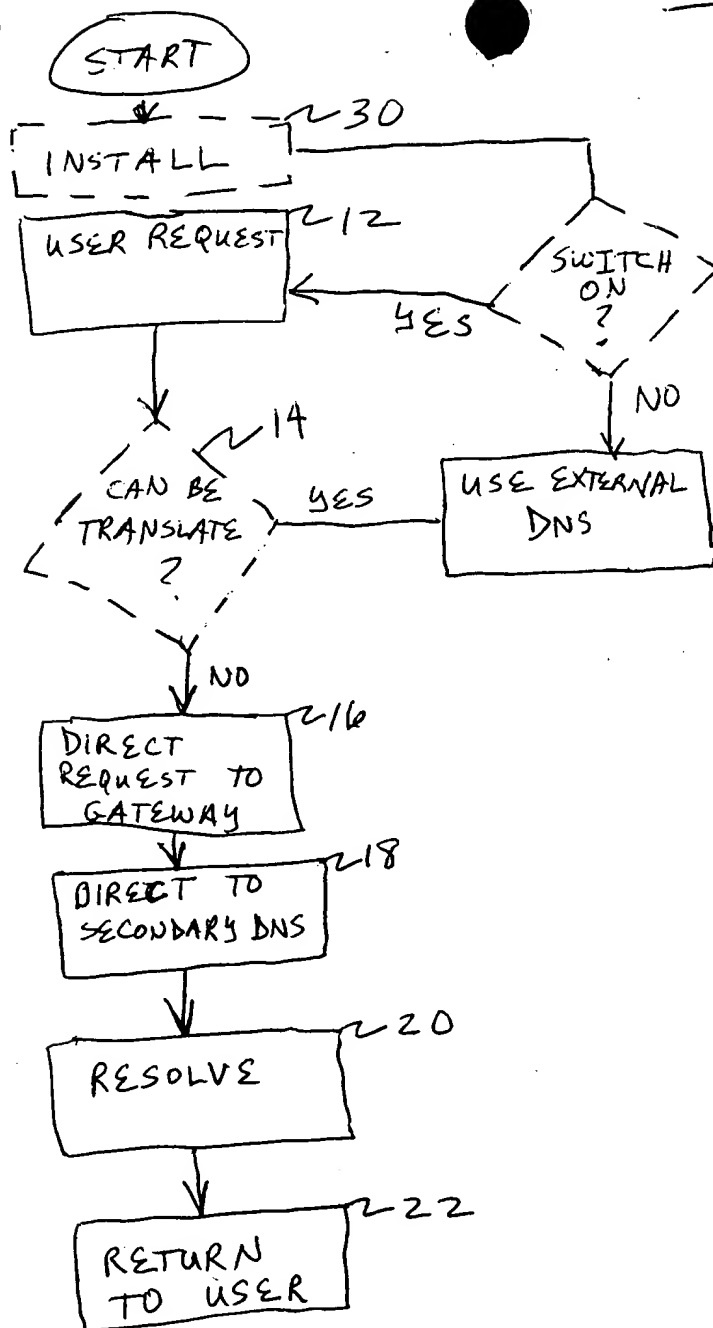 START
30
INSTALL
12
USER REQUEST
SWITCH
ON
?
YES
NO
14
CAN BE
TRANSLATE
?
YES
USE EXTERNAL
DNS
NO
16
DIRECT
REQUEST TO
GATEWAY
18
DIRECT TO
SECONDARY DNS
20
RESOLVE
22
RETURN
TO USER